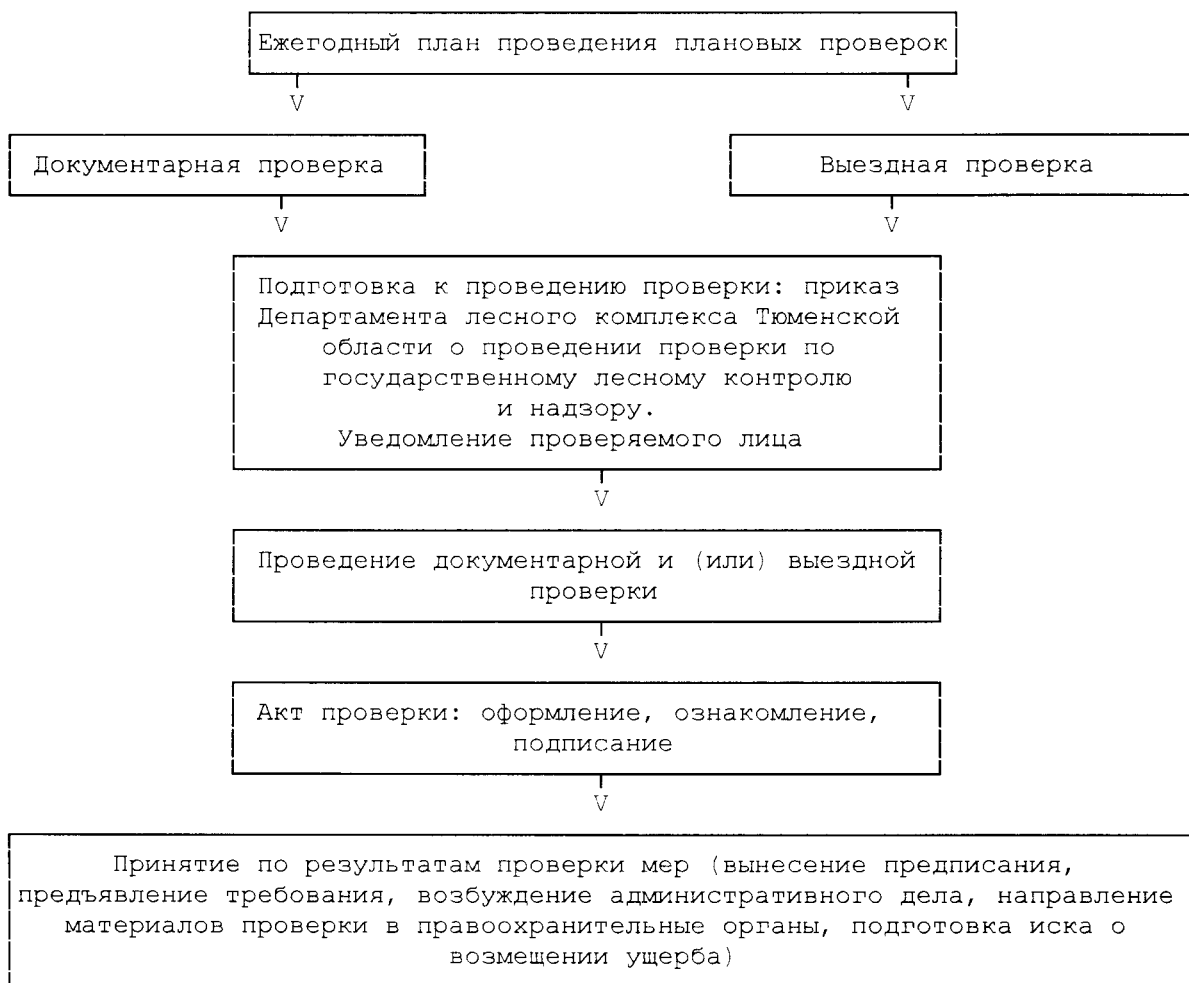 Ежегодный план проведения плановых проверок
V V
Документарная проверка Выездная проверка
V V
Подготовка к проведению проверки: приказ
Департамента лесного комплекса Тюменской
области о проведении проверки по
государственному лесному контролю
и надзору.
Уведомление проверяемого лица
V
Проведение документарной и (или) выездной
проверки
V
Акт проверки: оформление, ознакомление,
подписание
V
Принятие по результатам проверки мер (вынесение предписания,
предъявление требования, возбуждение административного дела, направление
материалов проверки в правоохранительные органы, подготовка иска о
возмещении ущерба)